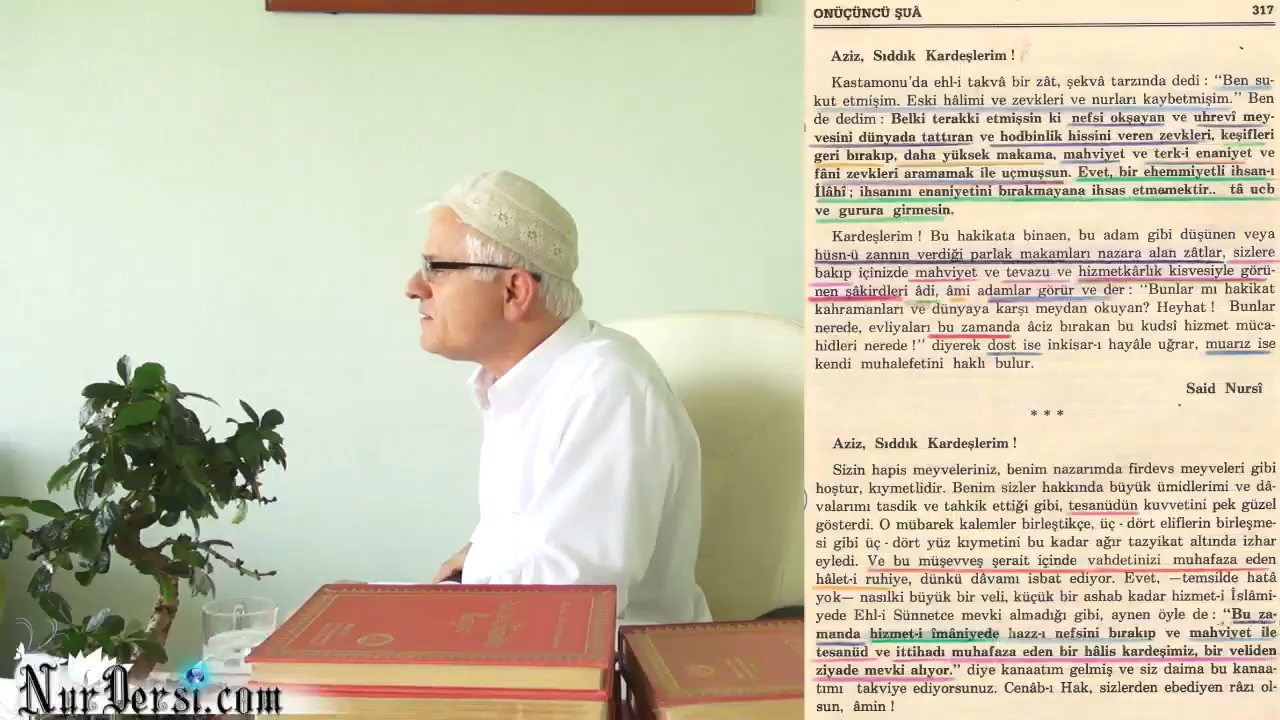 ONÜÇÜNCÜ ŞUÂ 317
Aziz, Sıddık Kardeşlerim !
Kastamonu'da ehl-i takvâ bir zât, şekvâ tarzında dedi : "Ben su-
kut etmişim. Eski hâlimi ve zevkleri ve nurları kaybetmişim." Ben
de dedim : Belki terakki etmişsin ki nefsi okşayan ve uhrevî mey-
vesini dünyada tattıran ve hodbinlik hissini veren zevkleri, keşifleri
geri bırakıp, daha yüksek makama, mahviyet ve terk-i enaniyet ve
fâni zevkleri aramamak ile uçmuşsun. Evet, bir ehemmiyetli ihsan-ı
İlâhî ; ihsanını enaniyetini bırakmayana ihsas etmemektir.. tâ ucb
ve gurura girmesin.
Kardeşlerim ! Bu hakikata binaen, bu adam gibi düşünen veya
hüsn-ü zannın verdiği parlak makamları nazara alan zâtlar, sizlere
bakıp içinizde mahviyet ve tevazu ve hizmetkârlık kisvesiyle görü-
nen şâkirdleri âdi, âmi adamlar görür ve der : "Bunlar mı hakikat
kahramanları ve dünyaya karşı meydan okuyan? Heyhat ! Bunlar
nerede, evliyaları bu zamanda âciz bırakan bu kudsî hizmet müca-
hidleri nerede !" diyerek dost ise inkisar-ı hayâle uğrar, muarız ise
kendi muhalefetini haklı bulur.
Said Nursî
* * *
Aziz, Sıddık Kardeşlerim !
Sizin hapis meyveleriniz, benim nazarımda firdevs meyveleri gibi
hoştur, kıymetlidir. Benim sizler hakkında büyük ümidlerimi ve dâ-
valarımı tasdik ve tahkik ettiği gibi, tesanüdün kuvvetini pek güzel
gösterdi. O mübarek kalemler birleştikçe, üç - dört eliflerin birleşme-
si gibi üç - dört yüz kıymetini bu kadar ağır tazyikat altında izhar
eyledi. Ve bu müşevveş şerait içinde vahdetinizi muhafaza eden
hâlet-i ruhiye, dünkü dâvamı isbat ediyor. Evet, —temsilde hatâ
yok— nasılki büyük bir veli, küçük bir ashab kadar hizmet-i İslâmi-
yede Ehl-i Sünnetce mevki almadığı gibi, aynen öyle de : "Bu za-
manda hizmet-i îmâniyede hazz-ı nefsini bırakıp ve mahviyet ile
tesanüd ve ittihadı muhafaza eden bir hâlis kardeşimiz, bir veliden
ziyade mevki alıyor." diye kanaatım gelmiş ve siz daima bu kanaa-
tımı takviye ediyorsunuz. Cenâb-ı Hak, sizlerden ebediyen râzı ol-
sun, âmin !
NurDersi.com